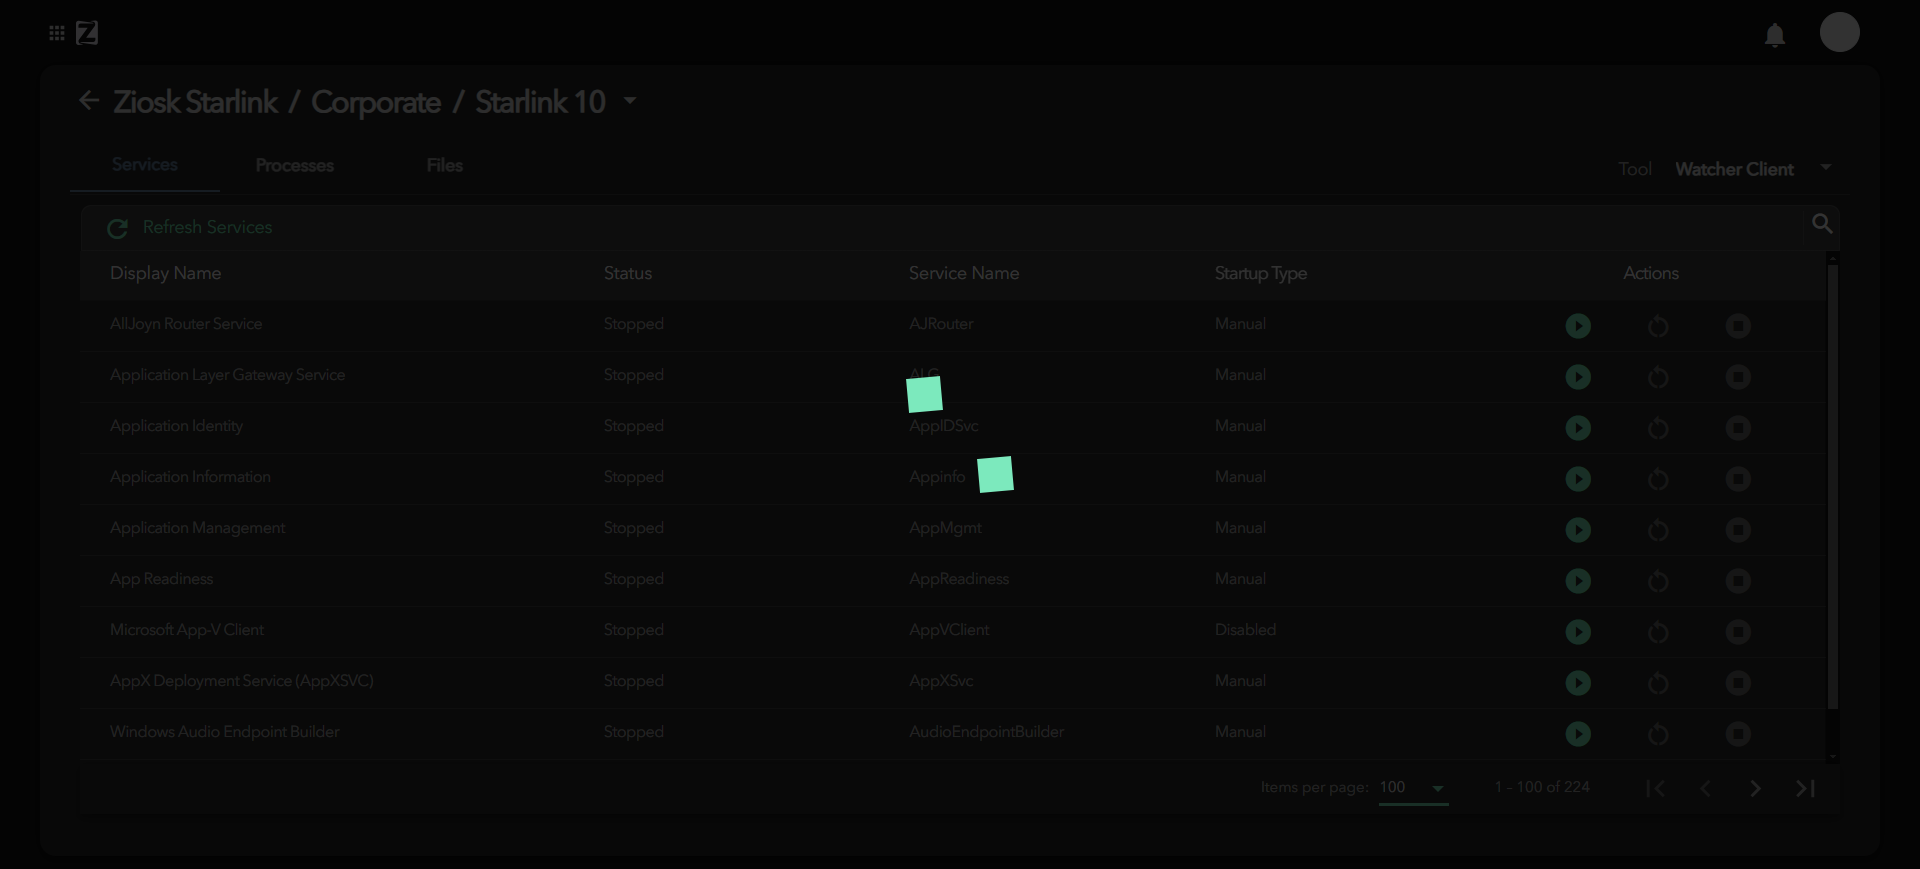 Z
Ziosk Starlink / Corporate / Starlink 10
Services Processes Files Tool Watcher Client
Refresh Services
Display Name Status Service Name Startup Type Actions
AllJoyn Router Service Stopped AJRouter Manual
Application Layer Gateway Service Stopped Manual
Application Identity Stopped AppIDSvc Manual
Application Information Stopped Appinfo Manual
Application Management Stopped AppMgmt Manual
App Readiness Stopped AppReadiness Manual
Microsoft App-V Client Stopped AppVClient Disabled
AppX Deployment Service (AppXSVC) Stopped AppXSvc Manual
Windows Audio Endpoint Builder Stopped AudioEndpointBuilder Manual
Items per page: 100 1 - 100 of 224